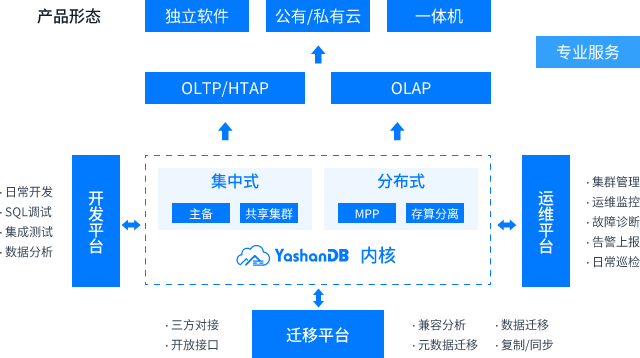 产品形态
独立软件
公有/私有云
一体机
专业服务
OLTP/HTAP
OLAP
集中式
分布式
主备
共享集群
MPP
存算分离
YashanDB 内核
开发平台
· 日常开发
· SQL调试
· 集成测试
· 数据分析
运维平台
· 集群管理
· 运维监控
· 故障诊断
· 告警上报
· 日常巡检
迁移平台
· 三方对接
· 开放接口
· 兼容分析
· 数据迁移
· 元数据迁移
· 复制/同步